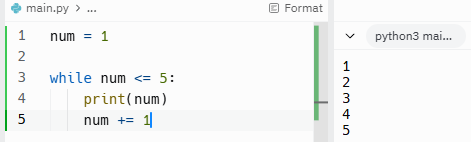 main.py > ...
Format
1 num = 1
2
3 while num <= 5:
4     print(num)
5     num += 1
python3 mai...
1
2
3
4
5